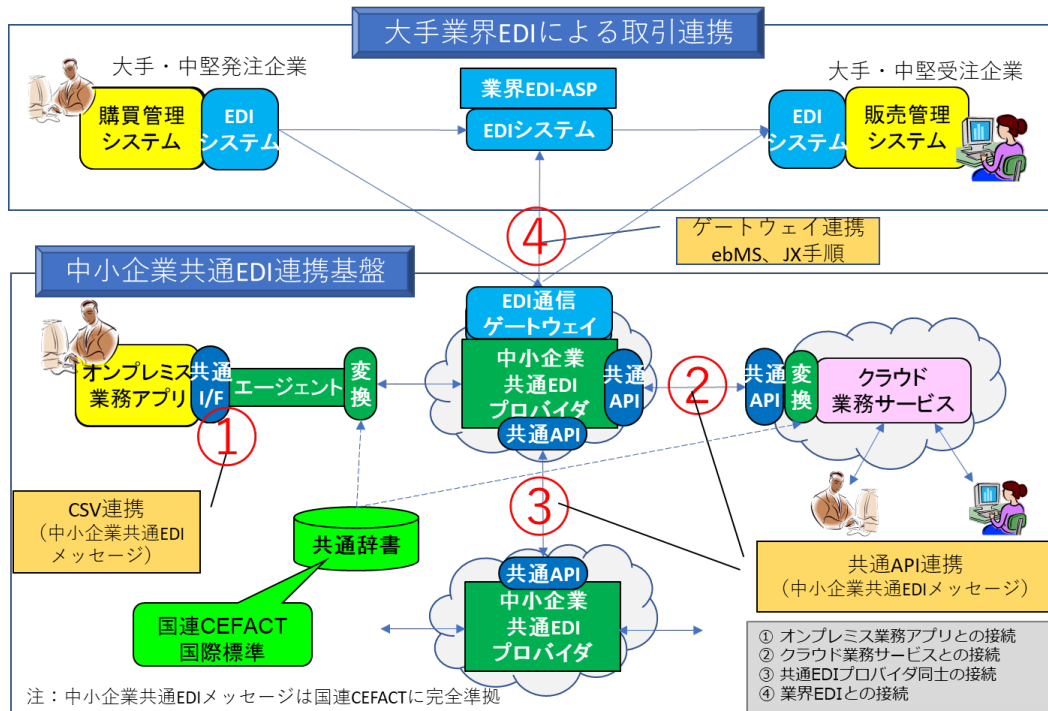 大手業界EDIによる取引連携
大手・中堅発注企業
購買管理
システム
EDI
システム
業界EDI-ASP
EDIシステム
大手・中堅受注企業
EDI
システム
販売管理
システム
④
ゲートウェイ連携
ebMS、JX手順
中小企業共通EDI連携基盤
EDI通信
ゲートウェイ
中小企業
共通EDI
プロバイダ
共通
API
共通API
オンプレミス
業務アプリ
共通
I/F
エージェント
変
換
①
②
共通
API
変
換
クラウド
業務サービス
CSV連携
（中小企業共通EDI
メッセージ）
③
共通辞書
国連CEFACT
国際標準
共通API
中小企業
共通EDI
プロバイダ
共通API連携
（中小企業共通EDIメッセージ）
① オンプレミス業務アプリとの接続
② クラウド業務サービスとの接続
③ 共通EDIプロバイダ同士の接続
④ 業界EDIとの接続
注：中小企業共通EDIメッセージは国連CEFACTに完全準拠